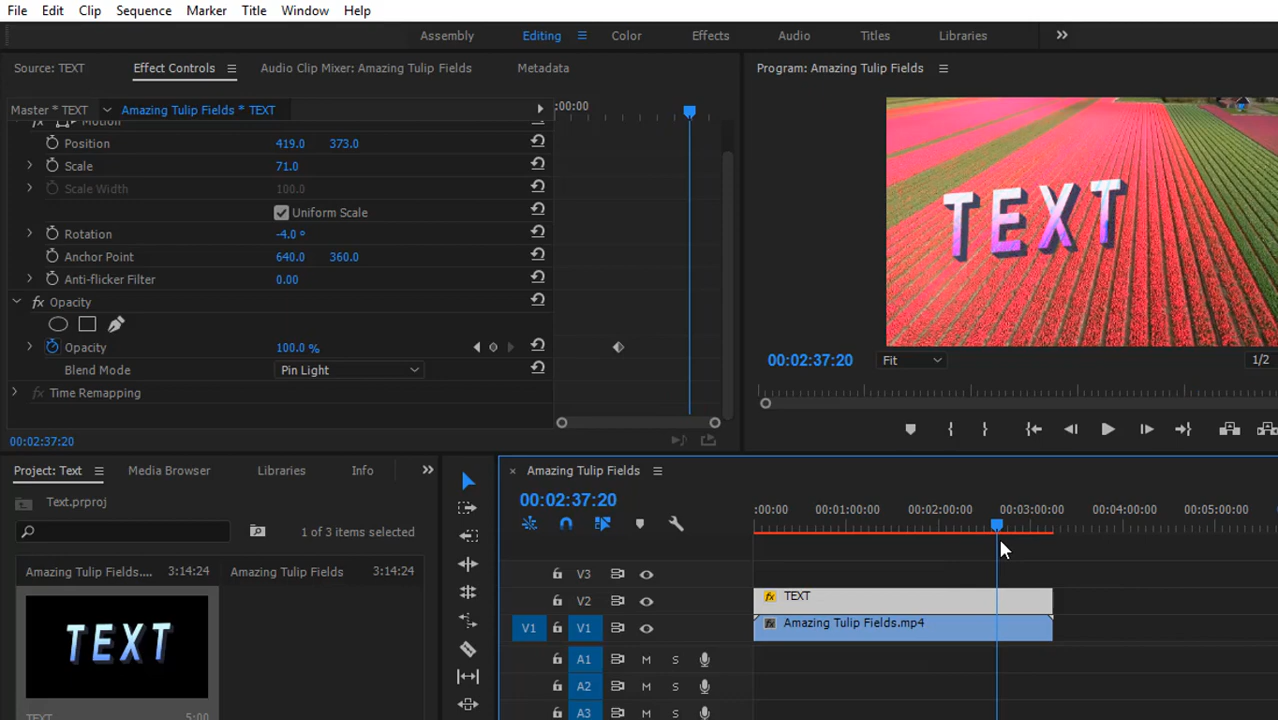 File Edit Clip Sequence Marker Title Window Help
Assembly Editing Color Effects Audio Titles Libraries
Source: TEXT Effect Controls Audio Clip Mixer: Amazing Tulip Fields Metadata
Program: Amazing Tulip Fields
Master * TEXT Amazing Tulip Fields * TEXT
:00:00
fx Motion
Position 419.0 373.0
Scale 71.0
Scale Width 100.0
Uniform Scale
Rotation -4.0 °
Anchor Point 640.0 360.0
Anti-flicker Filter 0.00
fx Opacity
Opacity 100.0 %
Blend Mode Pin Light
fx Time Remapping
00:02:37:20
TEXT
00:02:37:20 Fit 1/2
Project: Text Media Browser Libraries Info
Text.prproj
1 of 3 items selected
Amazing Tulip Fields.... 3:14:24 Amazing Tulip Fields 3:14:24
TEXT
TEXT 5:00
Amazing Tulip Fields
00:02:37:20
:00:00 00:01:00:00 00:02:00:00 00:03:00:00 00:04:00:00 00:05:00:00
V3
V2 fx TEXT
V1 V1 fx Amazing Tulip Fields.mp4
A1 M S
A2 M S
A3 M S